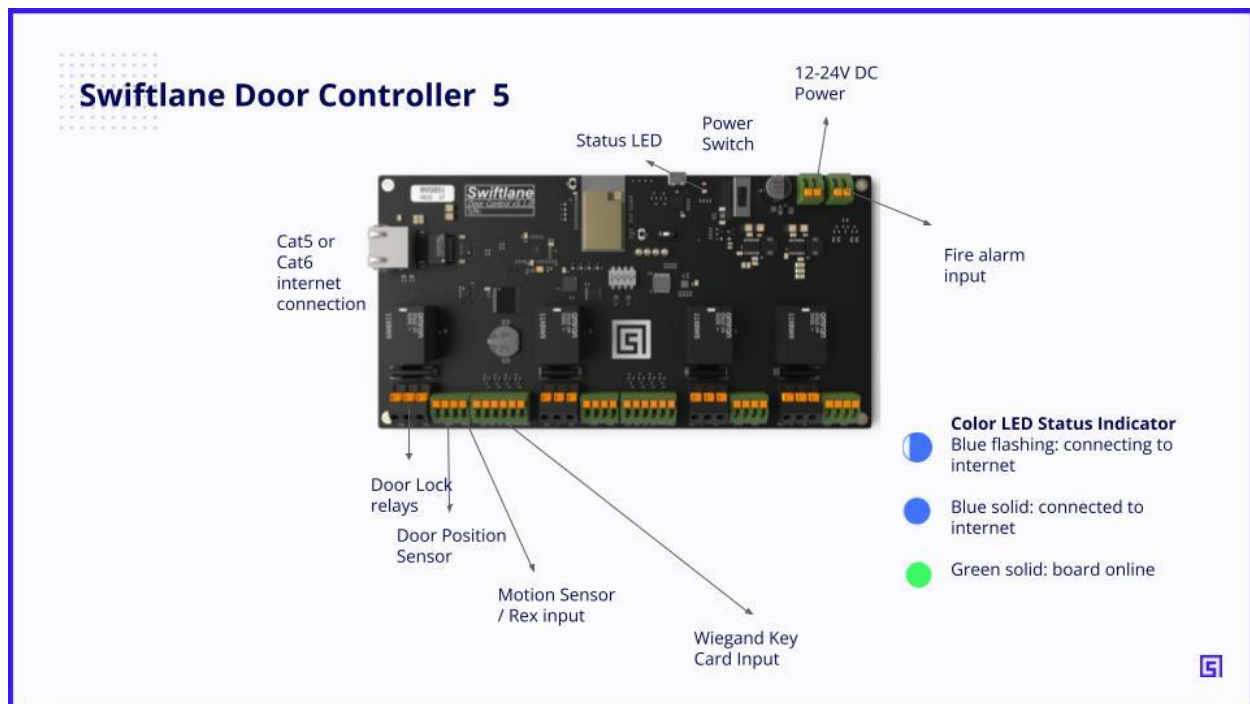 Swiftlane Door Controller 5
12-24V DC
Power
Power
Switch
Status LED
Swiftlane
Cat5 or
Cat6
internet
connection
Fire alarm
input
Door Lock
relays
Door Position
Sensor
Motion Sensor
/ Rex input
Wiegand Key
Card Input
Color LED Status Indicator
Blue flashing: connecting to
internet
Blue solid: connected to
internet
Green solid: board online